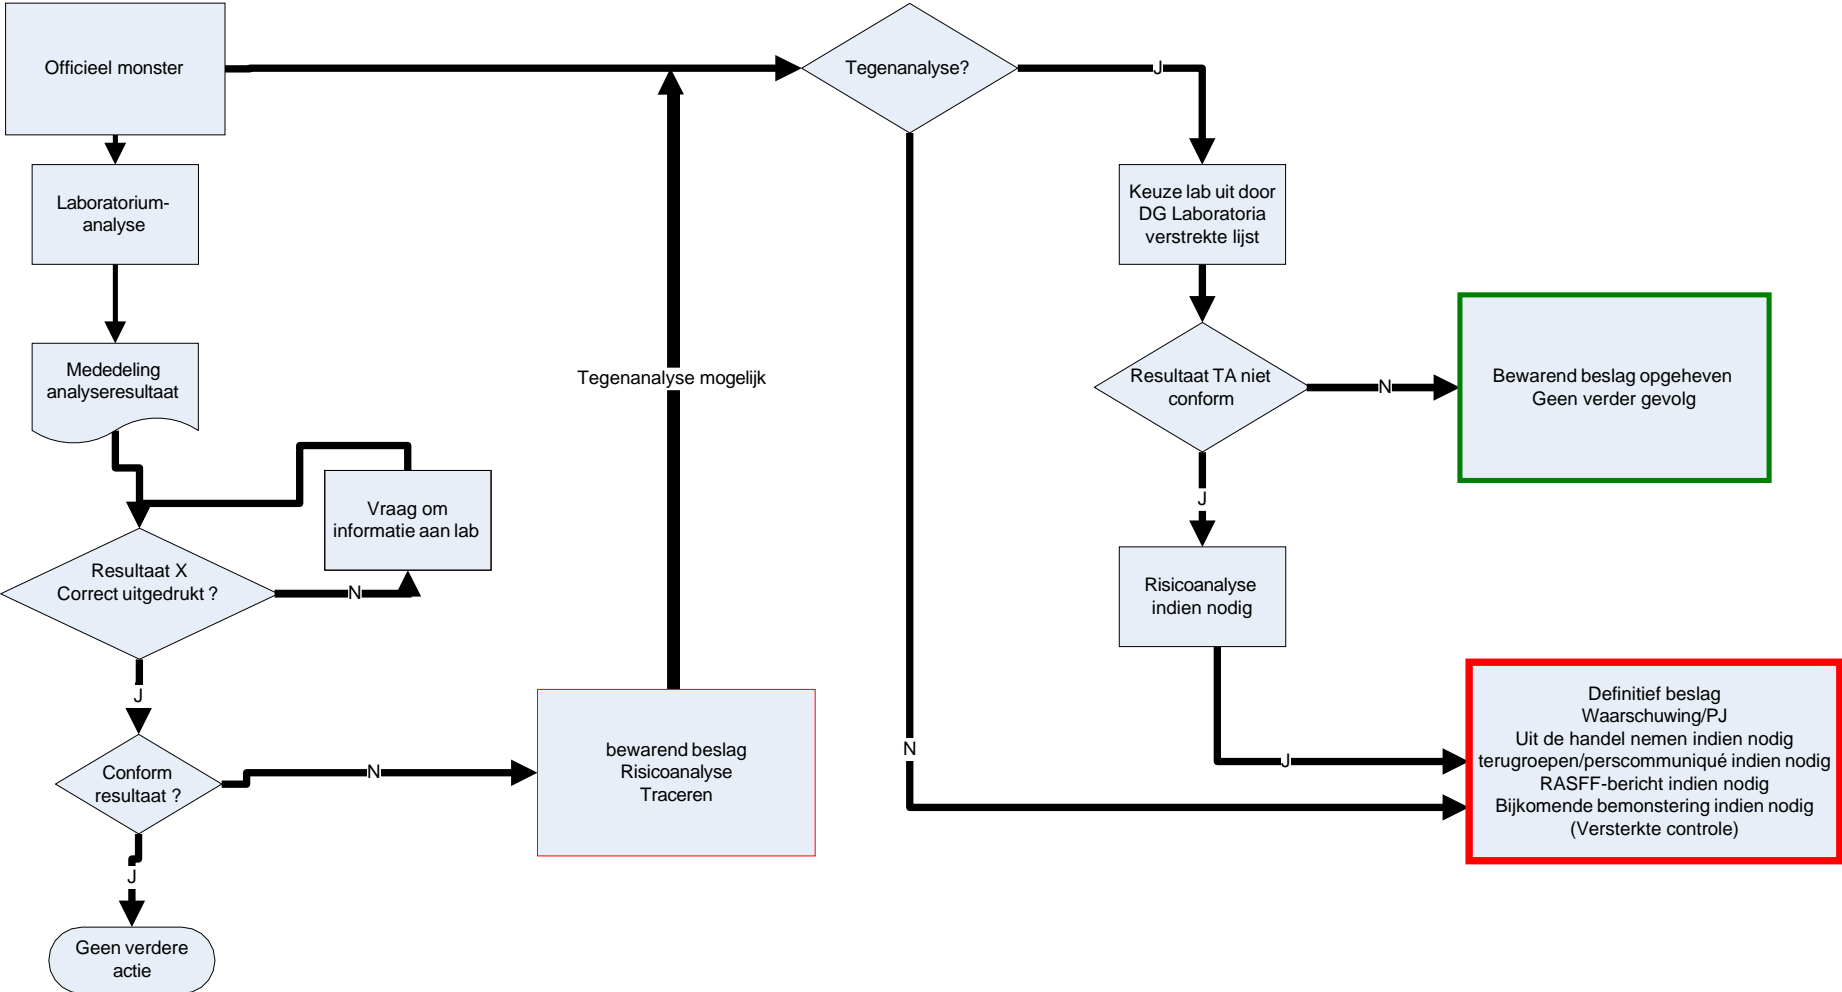 Officieel monster
Laboratorium-
analyse
Mededeling
analyseresultaat
Vraag om
informatie aan lab
Resultaat X
Correct uitgedrukt ?
N
J
Conform
resultaat ?
N
J
Geen verdere
actie
bewarend beslag
Risicoanalyse
Traceren
Tegenanalyse mogelijk
Tegenanalyse?
J
N
Keuze lab uit door
DG Laboratoria
verstrekte lijst
Resultaat TA niet
conform
N
J
Bewarend beslag opgeheven
Geen verder gevolg
Risicoanalyse
indien nodig
J
Definitief beslag
Waarschuwing/PJ
Uit de handel nemen indien nodig
terugroepen/perscommuniqué indien nodig
RASFF-bericht indien nodig
Bijkomende bemonstering indien nodig
(Versterkte controle)